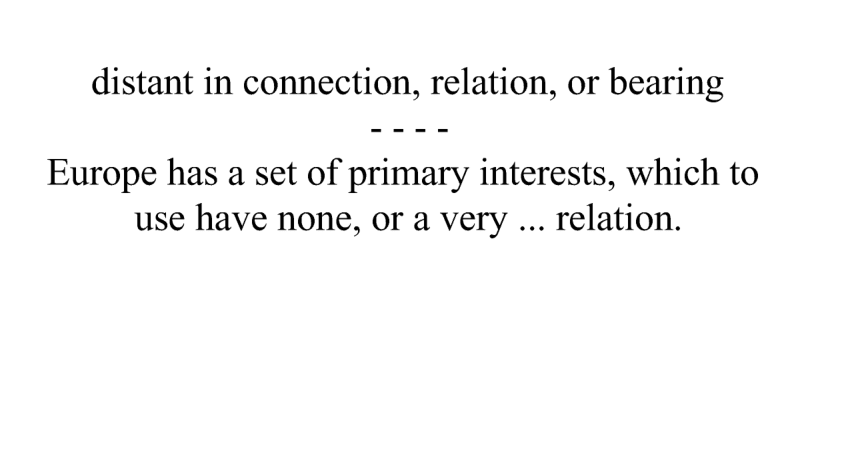 distant in connection, relation, or bearing
- - - -
Europe has a set of primary interests, which to
use have none, or a very ... relation.